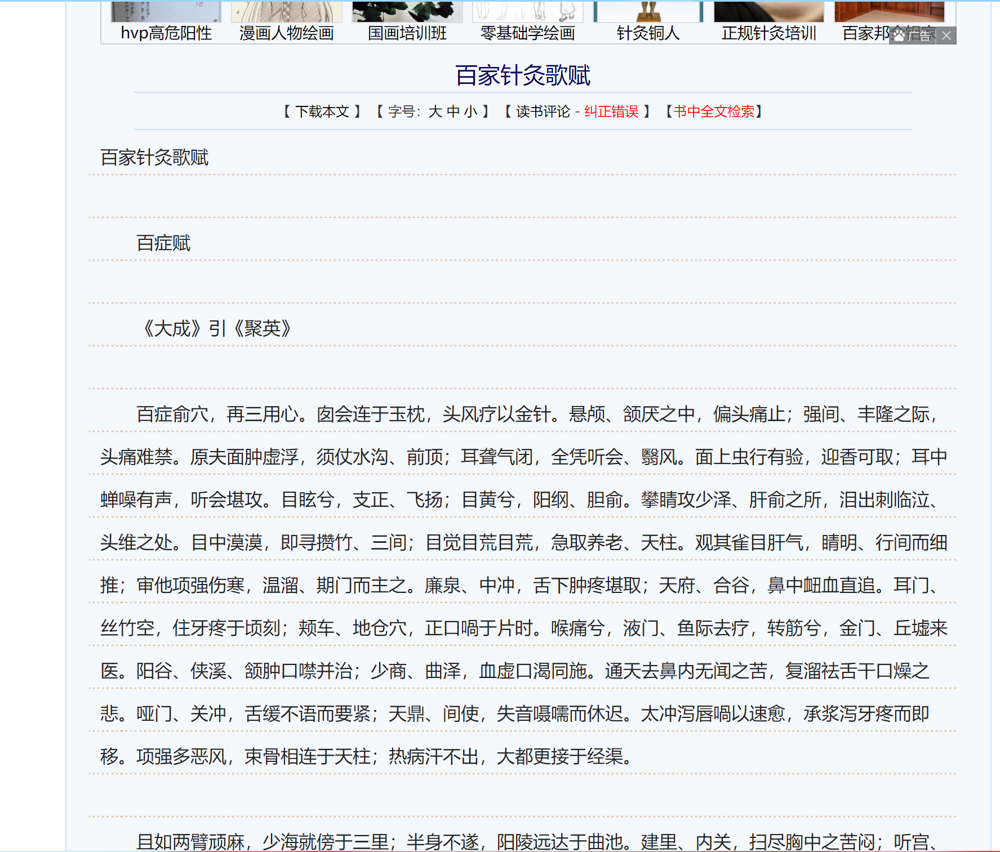 hvp高危阳性 漫画人物绘画 国画培训班 零基础学绘画 针灸铜人 正规针灸培训 百家邦全铝家
广告
百家针灸歌赋
【 下载本文 】 【 字号：大 中 小 】 【 读书评论 - 纠正错误 】 【书中全文检索】
百家针灸歌赋
百症赋
《大成》引《聚英》
百症俞穴，再三用心。囱会连于玉枕，头风疗以金针。悬颅、颔厌之中，偏头痛止；强间、丰隆之际，
头痛难禁。原夫面肿虚浮，须仗水沟、前顶；耳聋气闭，全凭听会、翳风。面上虫行有验，迎香可取；耳中
蝉噪有声，听会堪攻。目眩兮，支正、飞扬；目黄兮，阳纲、胆俞。攀睛攻少泽、肝俞之所，泪出刺临泣、
头维之处。目中漠漠，即寻攒竹、三间；目觉目荒目荒，急取养老、天柱。观其雀目肝气，睛明、行间而细
推；审他项强伤寒，温溜、期门而主之。廉泉、中冲，舌下肿疼堪取；天府、合谷，鼻中衄血直追。耳门、
丝竹空，住牙疼于顷刻；颊车、地仓穴，正口喎于片时。喉痛兮，液门、鱼际去疗，转筋兮，金门、丘墟来
医。阳谷、侠溪、颔肿口噤并治；少商、曲泽，血虚口渴同施。通天去鼻内无闻之苦，复溜祛舌干口燥之
悲。哑门、关冲，舌缓不语而要紧；天鼎、间使，失音嗫嚅而休迟。太冲泻唇喎以速愈，承浆泻牙疼而即
移。项强多恶风，束骨相连于天柱；热病汗不出，大都更接于经渠。
且如两臂顽麻，少海就傍于三里；半身不遂，阳陵远达于曲池。建里、内关，扫尽胸中之苦闷；听宫、